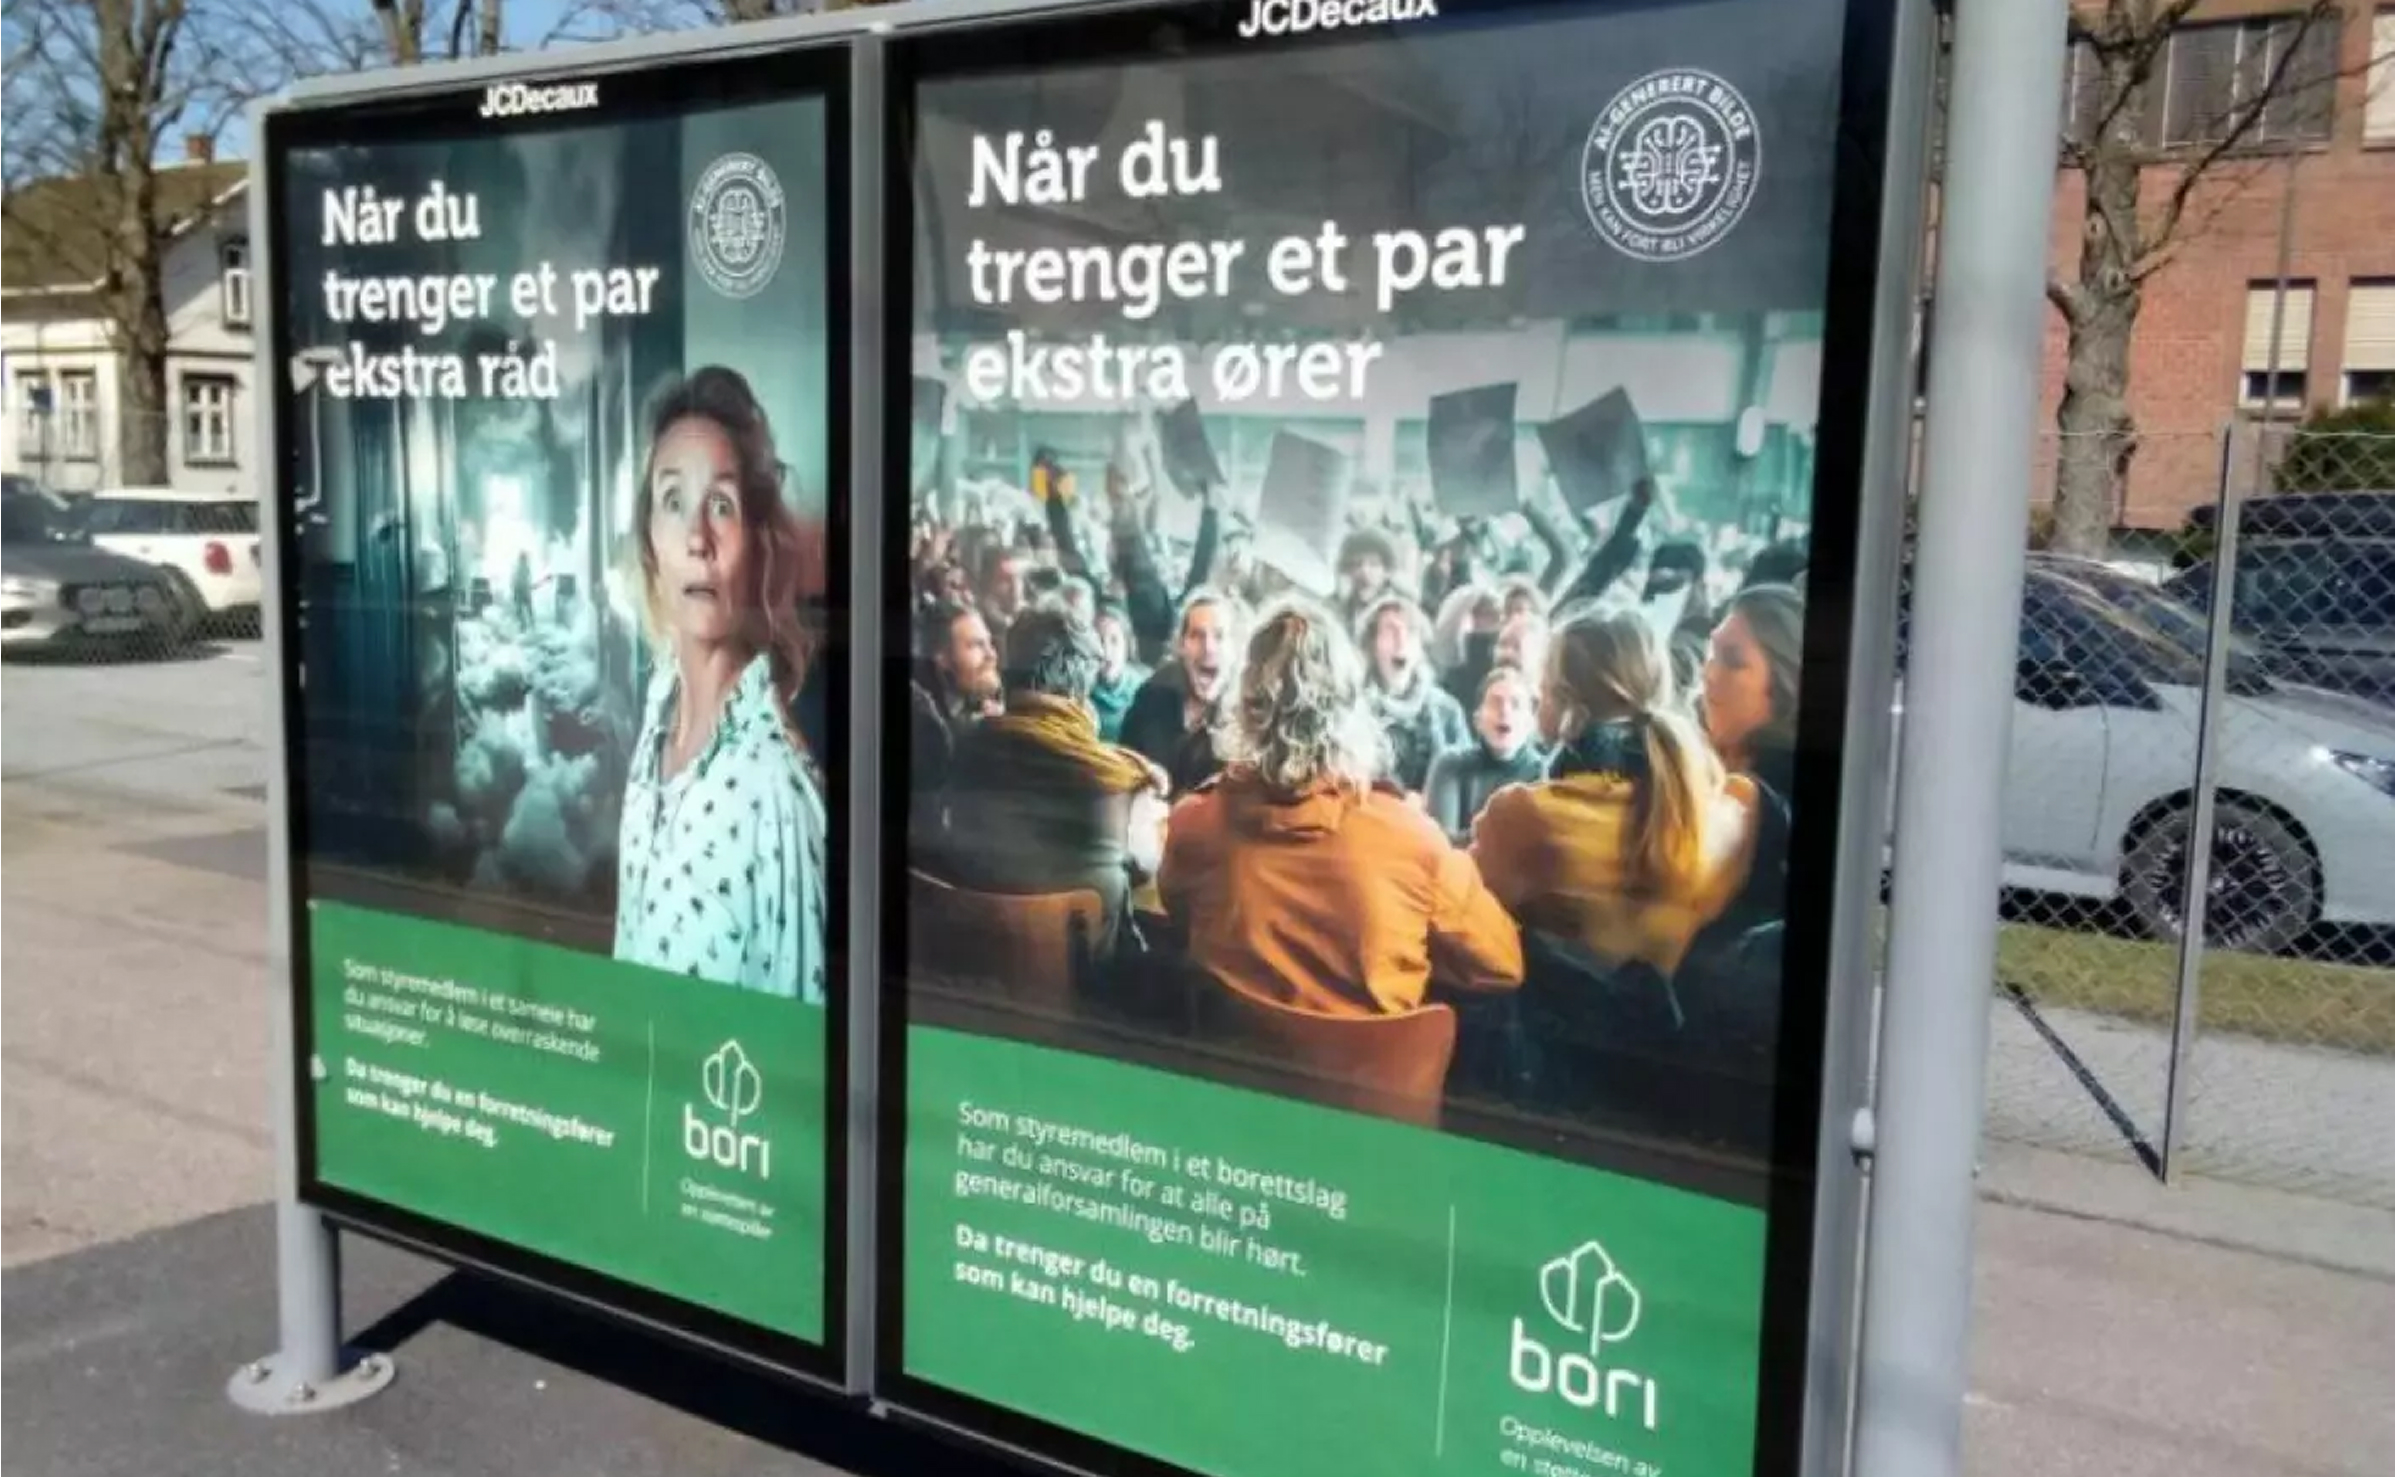 JCDecaux
Når du
trenger et par
ekstra råd
Som styremedlem i et sameie har
du ansvar for å løse overraskende
situasjoner.
Da trenger du en forretningsfører
som kan hjelpe deg.
bori
Opplevelsen av
en støttespiller
JCDecaux
Når du
trenger et par
ekstra ører
AI-GENERERT BILDE
MEN KAN FORT BLI VIRKELIGHET
Som styremedlem i et borettslag
har du ansvar for at alle på
generalforsamlingen blir hørt.
Da trenger du en forretningsfører
som kan hjelpe deg.
bori
Opplevelsen av
en